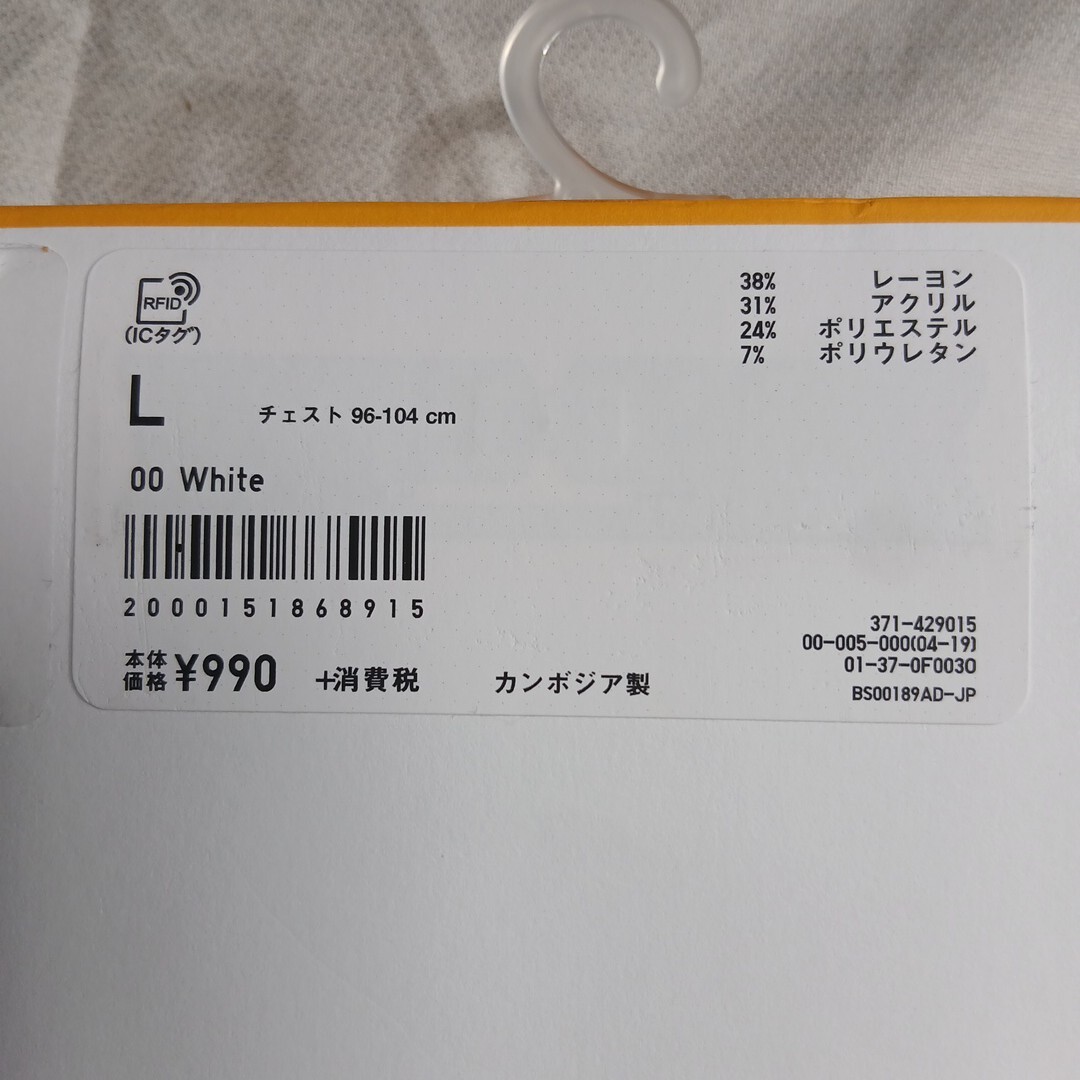 RFID
(ICタグ)
38% レーヨン
31% アクリル
24% ポリエステル
7% ポリウレタン
L チェスト 96-104 cm
00 White
2000151868915
本体価格 ¥990 +消費税 カンボジア製
371-429015
00-005-000(04-19)
01-37-0F0030
BS00189AD-JP